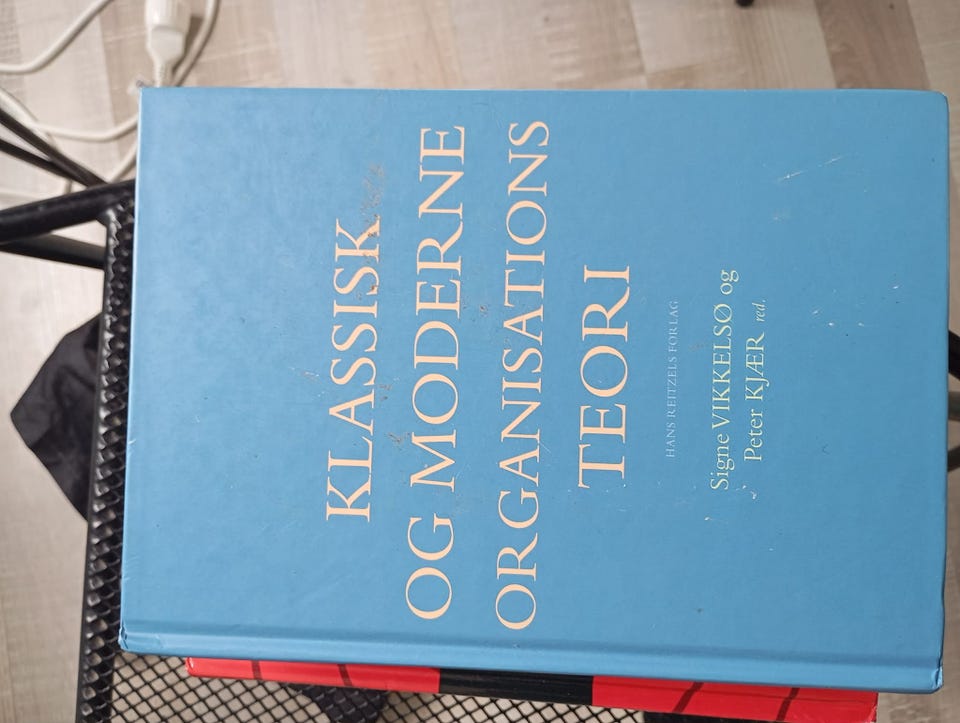 KLASSISK
OG MODERNE
ORGANISATIONS
TEORI
HANS REITZELS FORLAG
Signe VIKKELSØ og
Peter KJÆR red.